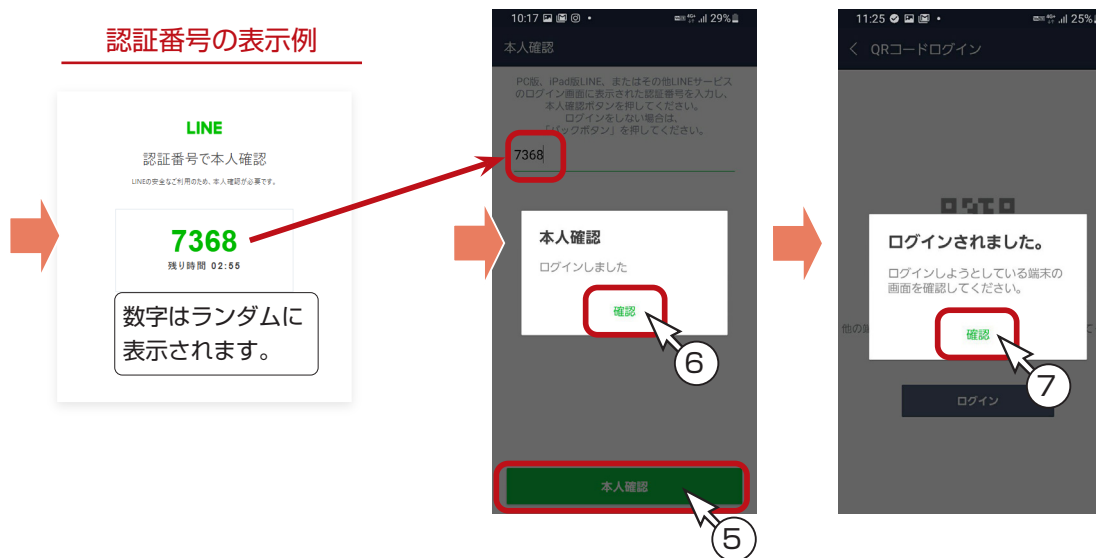 認証番号の表示例
LINE
認証番号で本人確認
LINEの安全なご利用のため、本人確認が必要です。
7368
残り時間 02:55
数字はランダムに
表示されます。
10:17
29%
本人確認
PC版、iPad版LINE、またはその他LINEサービス
のログイン画面に表示された認証番号を入力し、
本人確認ボタンを押してください。
ログインをしない場合は、
「バックボタン」を押してください。
7368
本人確認
ログインしました
確認
⑥
本人確認
⑤
11:25
25%
< QRコードログイン
ログインされました。
ログインしようとしている端末の
画面を確認してください。
他の
確認
⑦
ログイン